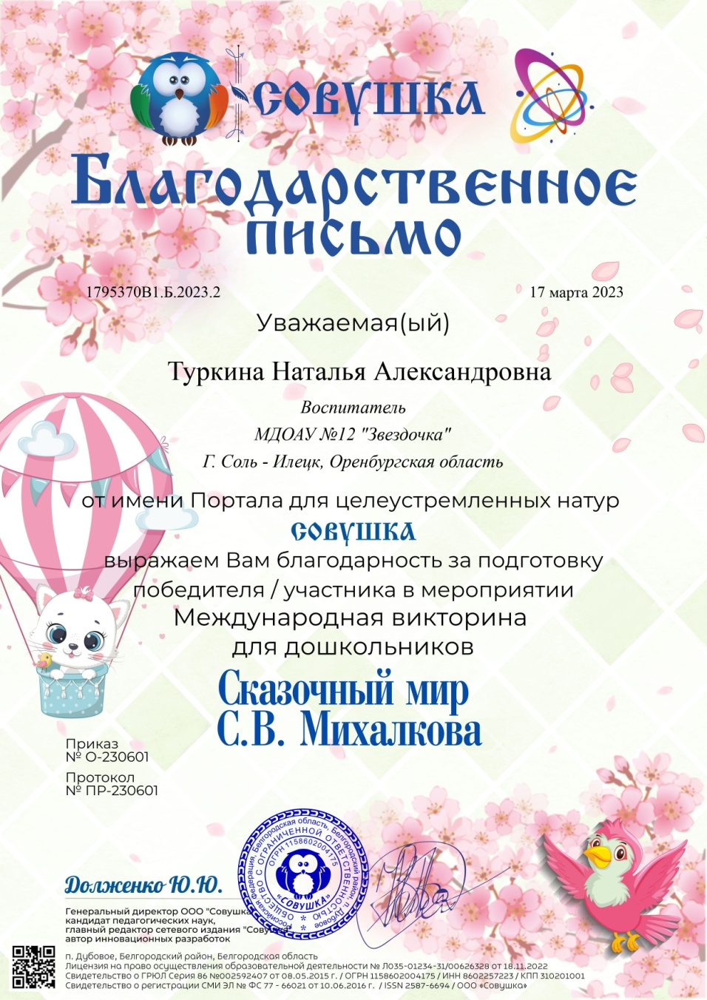 СОВУШКА
Благодарственное
письмо
1795370В1.Б.2023.2
17 марта 2023
Уважаемая(ый)
Туркина Наталья Александровна
Воспитатель
МДОАУ №12 "Звездочка"
Г. Соль - Илецк, Оренбургская область
от имени Портала для целеустремленных натур
СОВУШКА
выражаем Вам благодарность за подготовку
победителя / участника в мероприятии
Международная викторина
для дошкольников
Сказочный мир
С.В. Михалкова
Приказ
№ О-230601
Протокол
№ ПР-230601
Российская Федерация, Белгородская область, Белгородский район, п. Дубовое
ОБЩЕСТВО С ОГРАНИЧЕННОЙ ОТВЕТСТВЕННОСТЬЮ
ОГРН 1158602004175
«СОВУШКА»
Долженко Ю.Ю.
Генеральный директор ООО "Совушка
кандидат педагогических наук,
главный редактор сетевого издания "Совушка"
автор инновационных разработок
п. Дубовое, Белгородский район, Белгородская область
Лицензия на право осуществления образовательной деятельности № Л035-01234-31/00626328 от 18.11.2022
Свидетельство о ГРЮЛ Серия 86 №002592407 от 08.05.2015 г. / ОГРН 1158602004175 / ИНН 8602257223 / КПП 310201001
Свидетельство о регистрации СМИ ЭЛ № ФС 77 - 66021 от 10.06.2016 г. / ISSN 2587-6694 / ООО «Совушка»